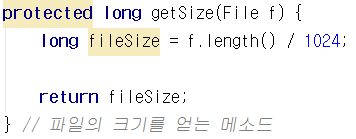 protected long getSize(File f) {
long fileSize = f.length() / 1024;
return fileSize;
} // 파일의 크기를 얻는 메소드